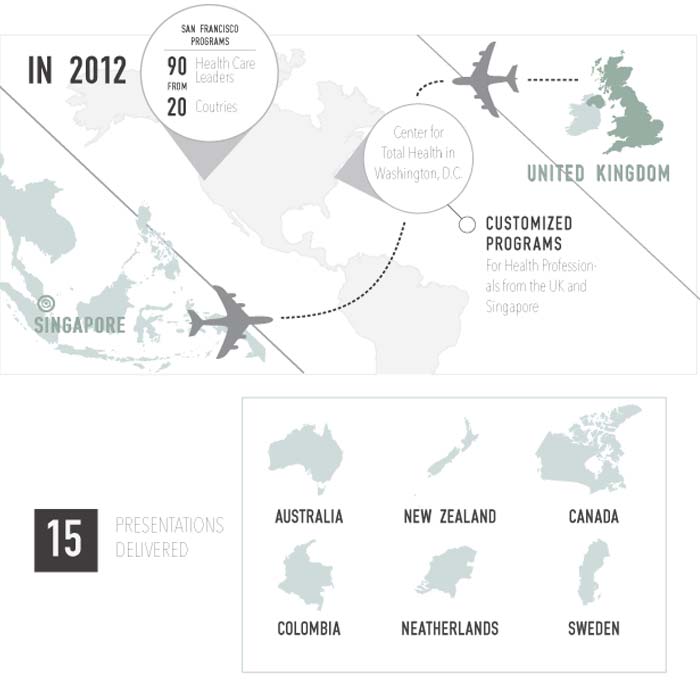 IN 2012
SAN FRANCISCO
PROGRAMS
90 Health Care
Leaders
FROM
20 Coutries
Center for
Total Health in
Washington, D.C.
UNITED KINGDOM
CUSTOMIZED
PROGRAMS
For Health Profession-
als from the UK and
Singapore
SINGAPORE
15
PRESENTATIONS
DELIVERED
AUSTRALIA
NEW ZEALAND
CANADA
COLOMBIA
NEATHERLANDS
SWEDEN